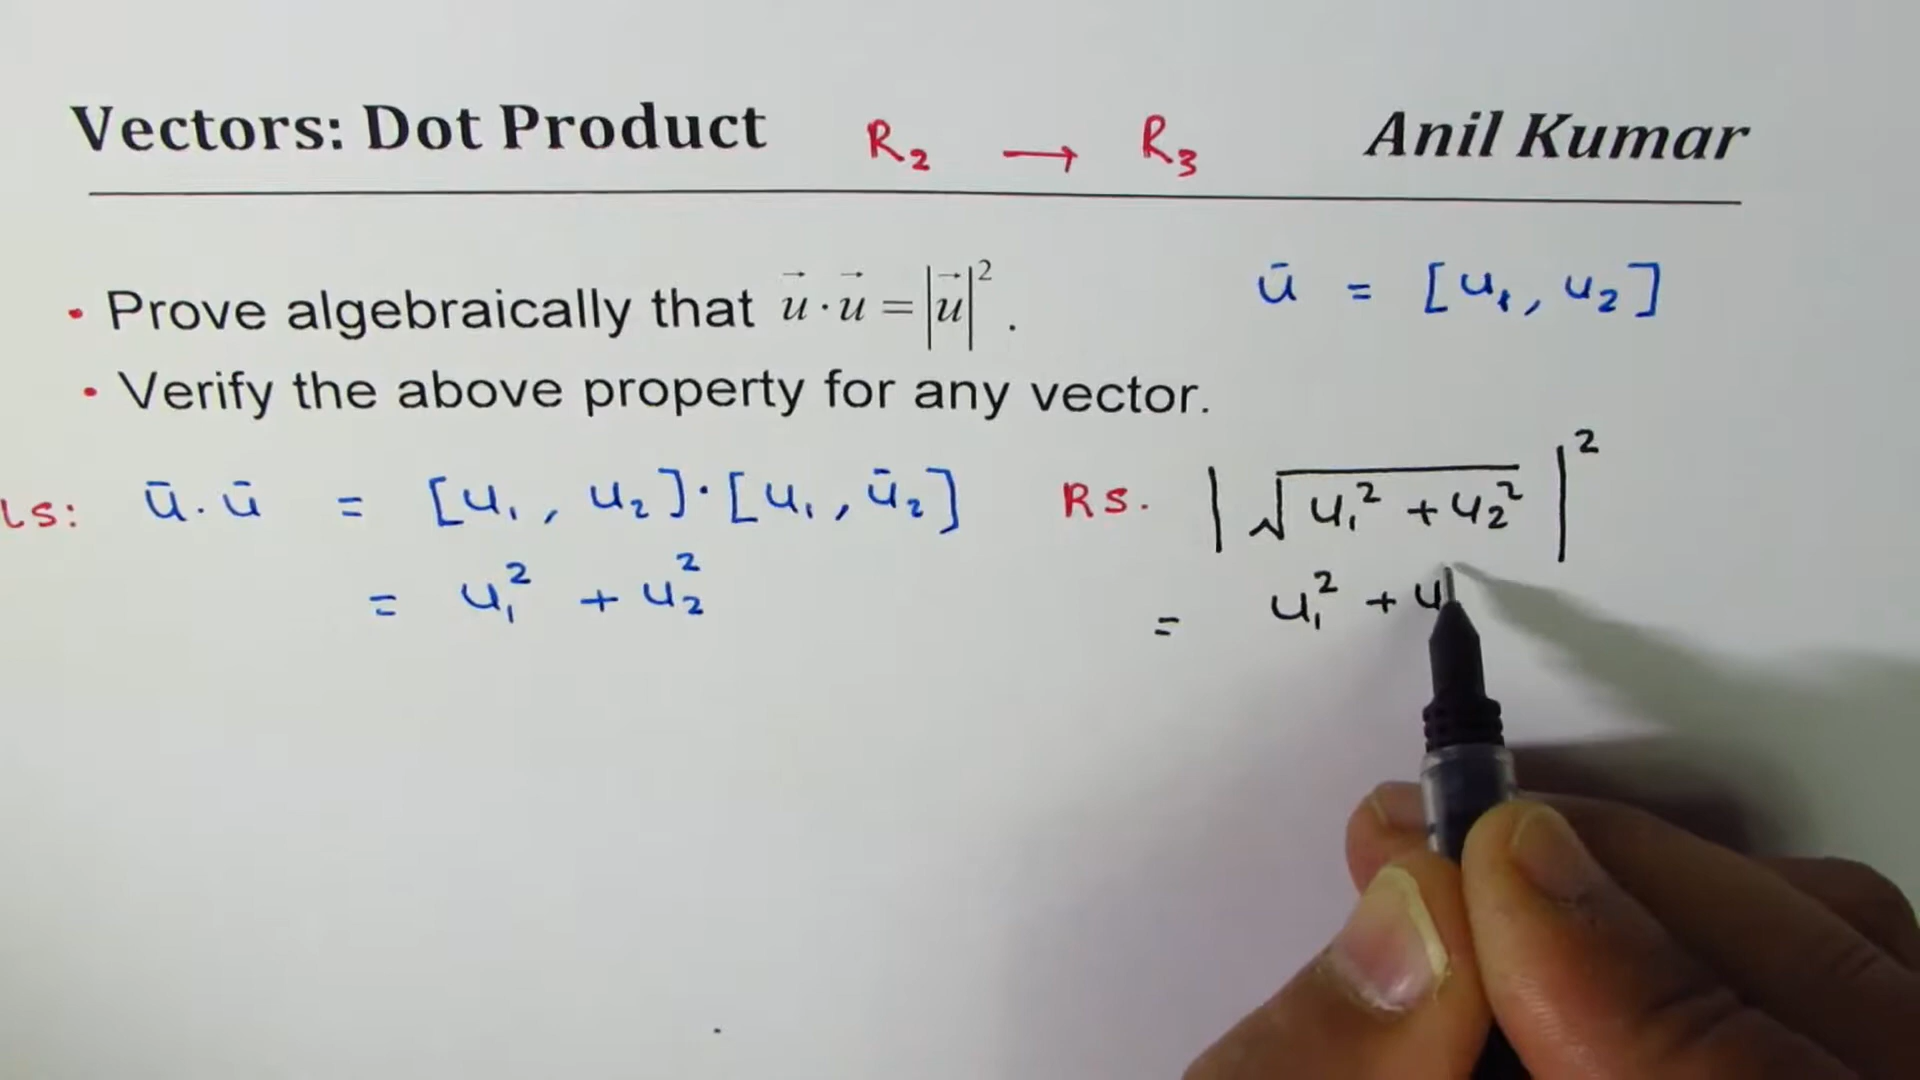 Vectors: Dot Product R₂ → R₃ Anil Kumar
• Prove algebraically that u⃗ · u⃗ = |u⃗|². ū = [u₁, u₂]
• Verify the above property for any vector.
LS: ū . ū = [u₁, u₂] · [u₁, ū₂] RS. |√(u₁² + u₂²)|²
= u₁² + u₂² = u₁² + u